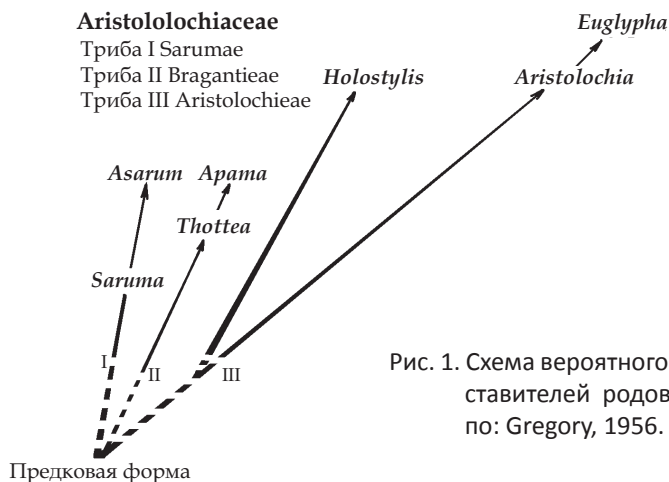 Aristololochiaceae
Триба I Sarumae
Триба II Bragantieae
Триба III Aristolochieae
Euglypha
Holostylis
Aristolochia
Asarum
Apama
Thottea
Saruma
I
II
III
Предковая форма
Рис. 1. Схема вероятного
ставителей родов
по: Gregory, 1956.